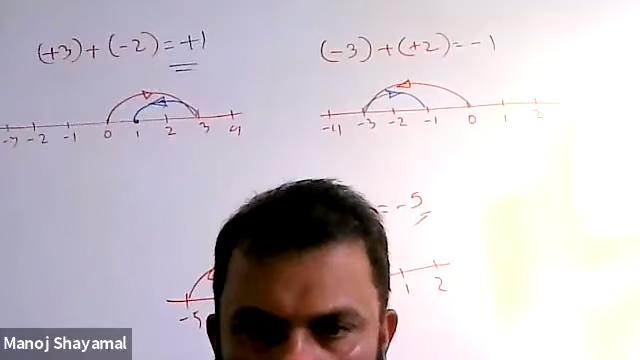 (+3)+(-2)=+1
(-3)+(+2)=-1
-3 -2 -1 0 1 2 3 4
-4 -3 -2 -1 0 1 2
=-5
-5 1 2
Manoj Shayamal